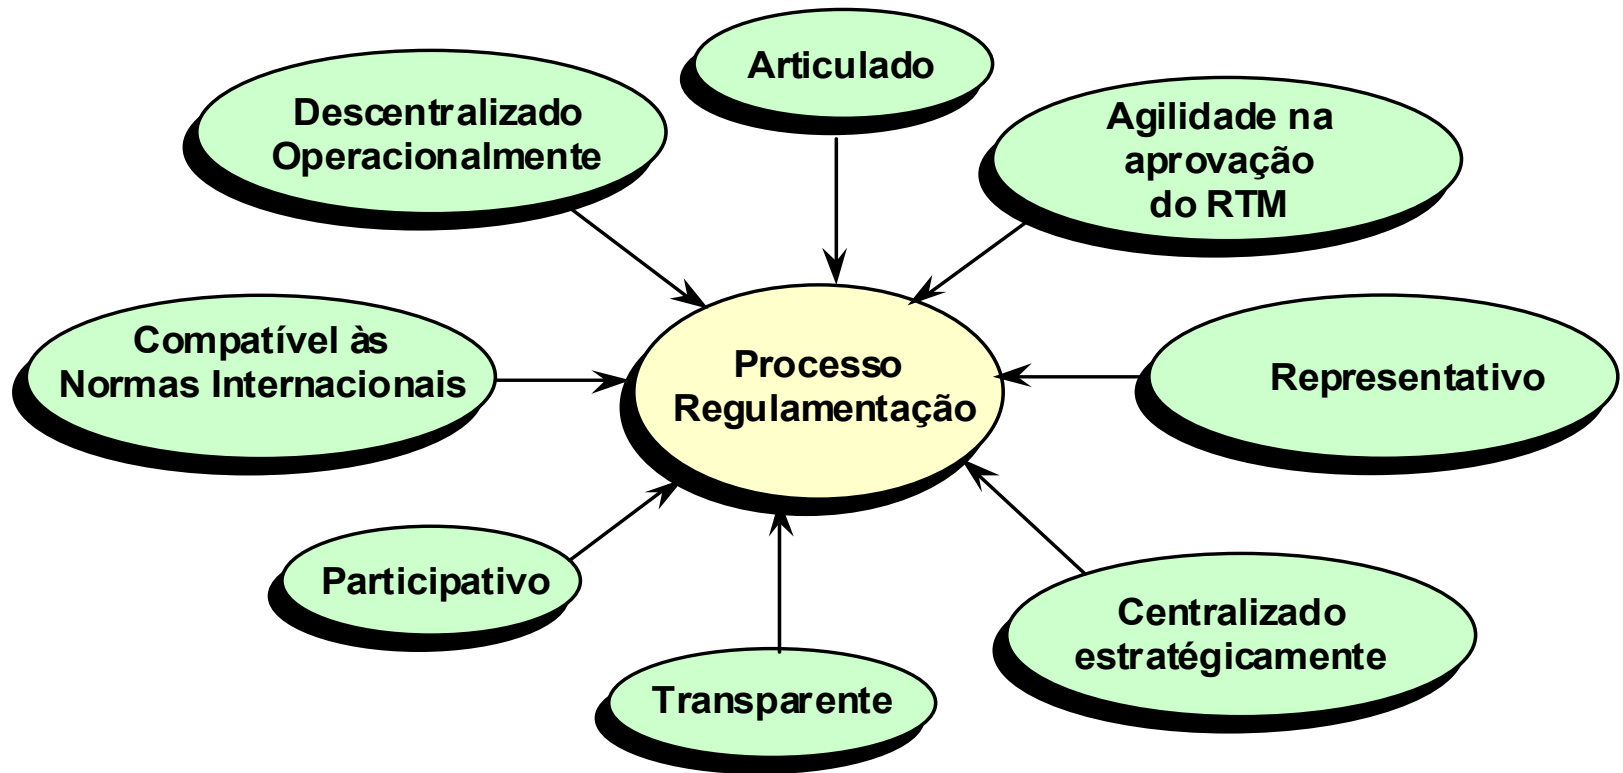 Articulado
Descentralizado
Operacionalmente
Agilidade na
aprovação
do RTM
Compatível às
Normas Internacionais
Processo
Regulamentação
Representativo
Participativo
Centralizado
estratégicamente
Transparente